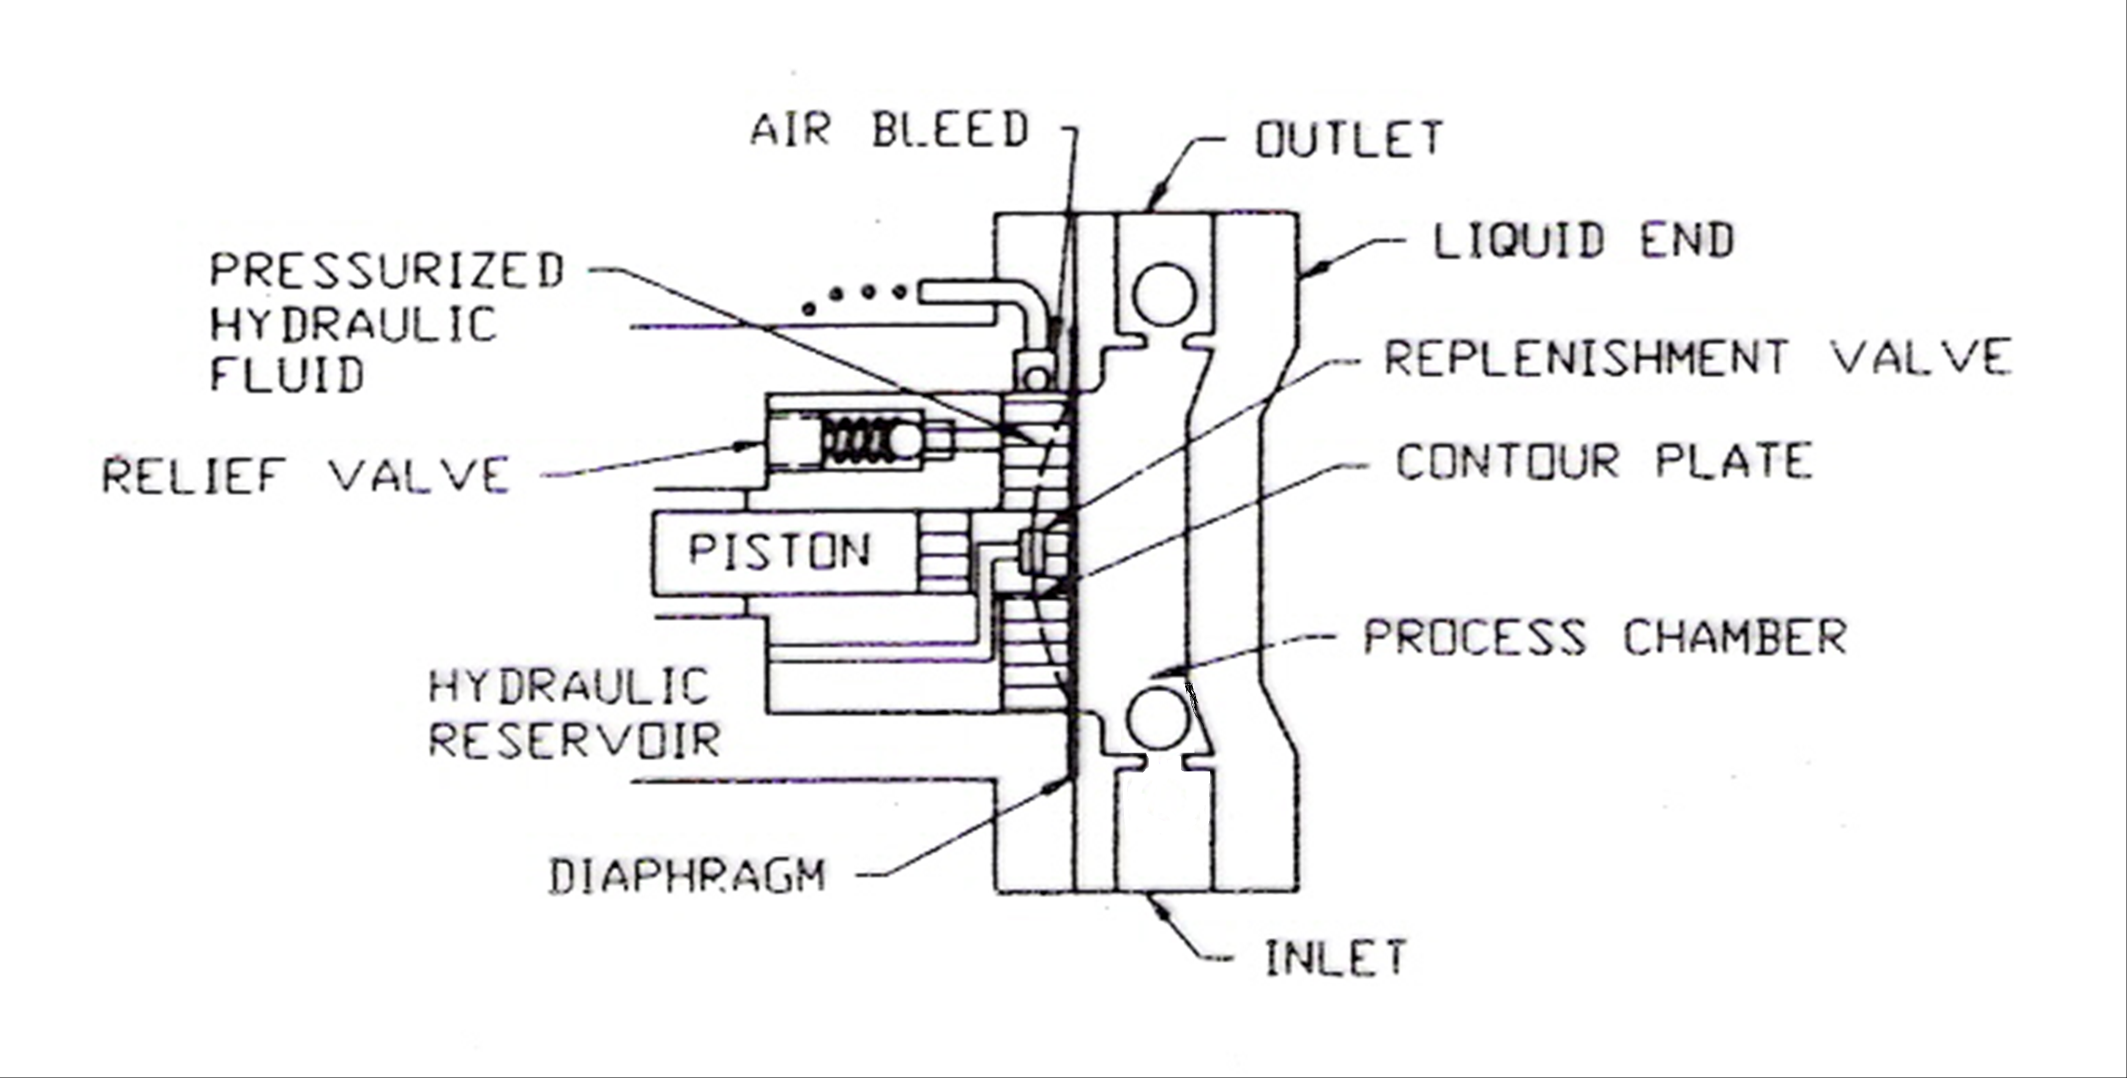 AIR BLEED
OUTLET
LIQUID END
PRESSURIZED
HYDRAULIC
FLUID
REPLENISHMENT VALVE
RELIEF VALVE
CONTOUR PLATE
PISTON
PROCESS CHAMBER
HYDRAULIC
RESERVOIR
DIAPHRAGM
INLET